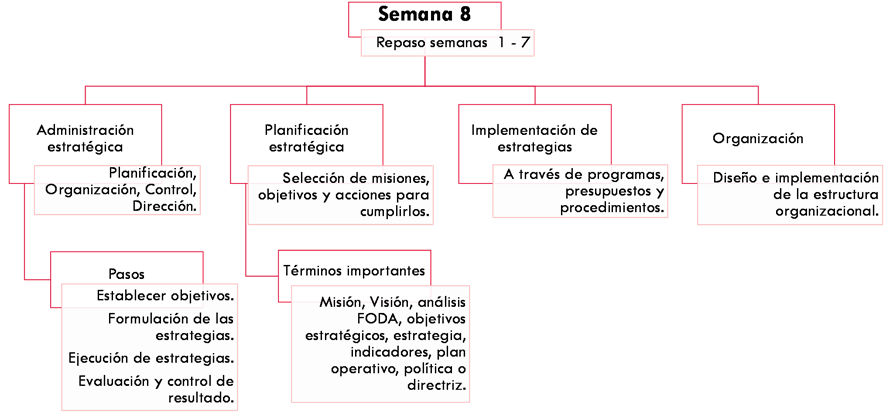 Semana 8
Repaso semanas 1 - 7
Administración
estratégica
Planificación,
Organización, Control,
Dirección.
Pasos
Establecer objetivos.
Formulación de las
estrategias.
Ejecución de estrategias.
Evaluación y control de
resultado.
Planificación
estratégica
Selección de misiones,
objetivos y acciones para
cumplirlos.
Términos importantes
Misión, Visión, análisis
FODA, objetivos
estratégicos, estrategia,
indicadores, plan
operativo, política o
directriz.
Implementación de
estrategias
A través de programas,
presupuestos y
procedimientos.
Organización
Diseño e implementación
de la estructura
organizacional.